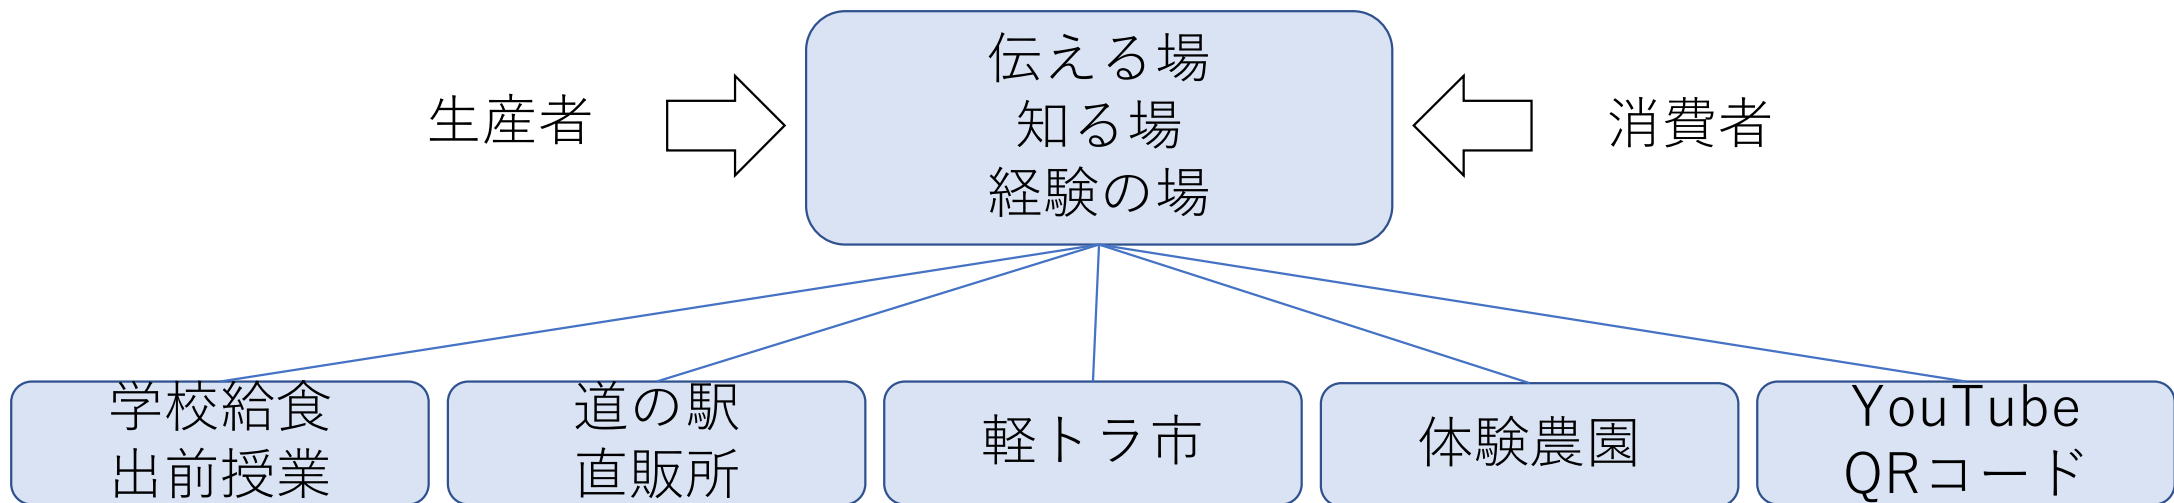 生産者
伝える場
知る場
経験の場
消費者
学校給食
出前授業
道の駅
直販所
軽トラ市
体験農園
YouTube
QRコード